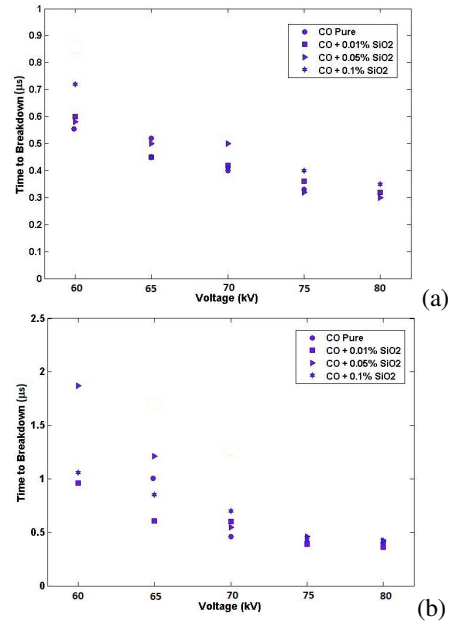 1
0.9
0.8
0.7
0.6
0.5
0.4
0.3
0.2
0.1
0
Time to Breakdown (µs)
CO Pure
CO + 0.01% SiO2
CO + 0.05% SiO2
CO + 0.1% SiO2
60 65 70 75 80
Voltage (kV)
(a)
2.5
2
1.5
1
0.5
0
Time to Breakdown (µs)
CO Pure
CO + 0.01% SiO2
CO + 0.05% SiO2
CO + 0.1% SiO2
60 65 70 75 80
Voltage (kV)
(b)